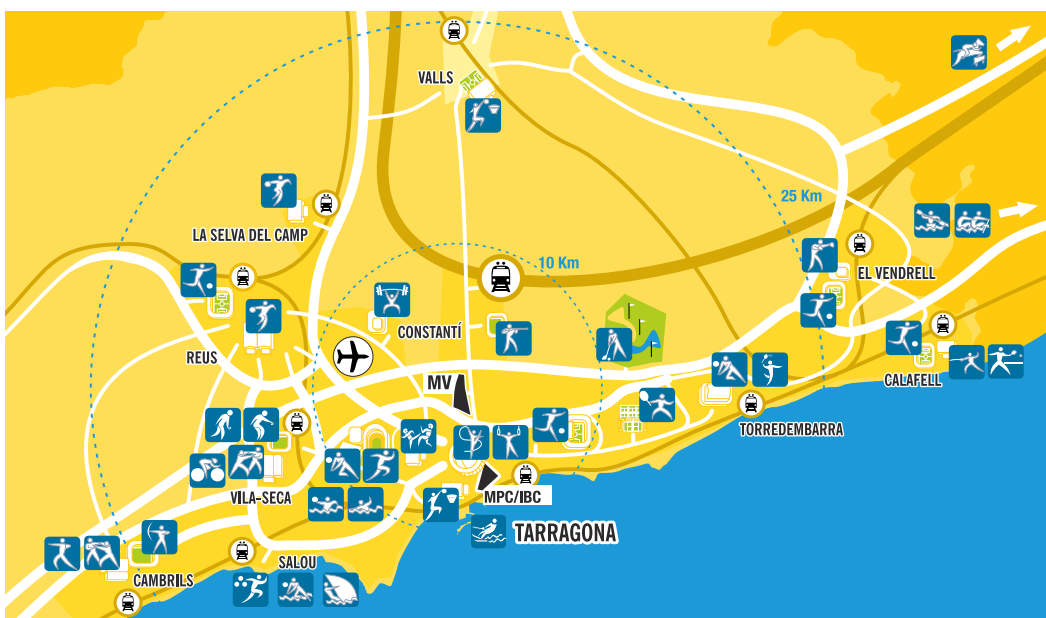 VALLS
25 Km
LA SELVA DEL CAMP
10 Km
EL VENDRELL
CONSTANTÍ
REUS
MV
CALAFELL
TORREDEMBARRA
VILA-SECA
MPC/IBC
TARRAGONA
SALOU
CAMBRILS